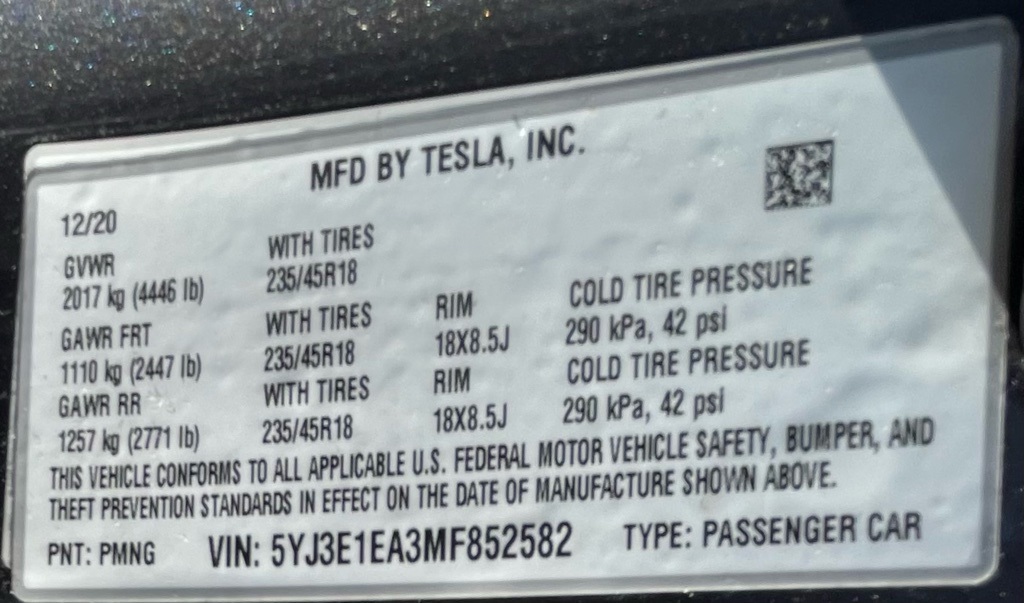 MFD BY TESLA, INC.
12/20
GVWR WITH TIRES
2017 kg (4446 lb) 235/45R18
GAWR FRT WITH TIRES RIM COLD TIRE PRESSURE
1110 kg (2447 lb) 235/45R18 18X8.5J 290 kPa, 42 psi
GAWR RR WITH TIRES RIM COLD TIRE PRESSURE
1257 kg (2771 lb) 235/45R18 18X8.5J 290 kPa, 42 psi
THIS VEHICLE CONFORMS TO ALL APPLICABLE U.S. FEDERAL MOTOR VEHICLE SAFETY, BUMPER, AND
THEFT PREVENTION STANDARDS IN EFFECT ON THE DATE OF MANUFACTURE SHOWN ABOVE.
PNT: PMNG VIN: 5YJ3E1EA3MF852582 TYPE: PASSENGER CAR